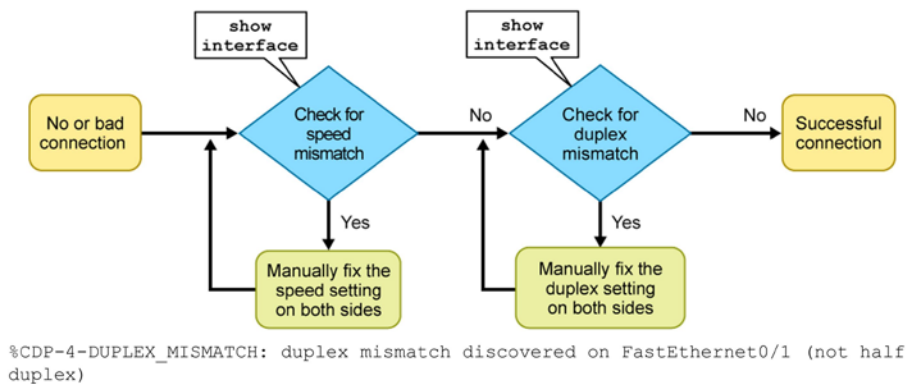 show
interface
show
interface
No or bad
connection
Check for
speed
mismatch
No
Check for
duplex
mismatch
No
Successful
connection
Yes
Yes
Manually fix the
speed setting
on both sides
Manually fix the
duplex setting
on both sides
%CDP-4-DUPLEX_MISMATCH: duplex mismatch discovered on FastEthernet0/1 (not half
duplex)